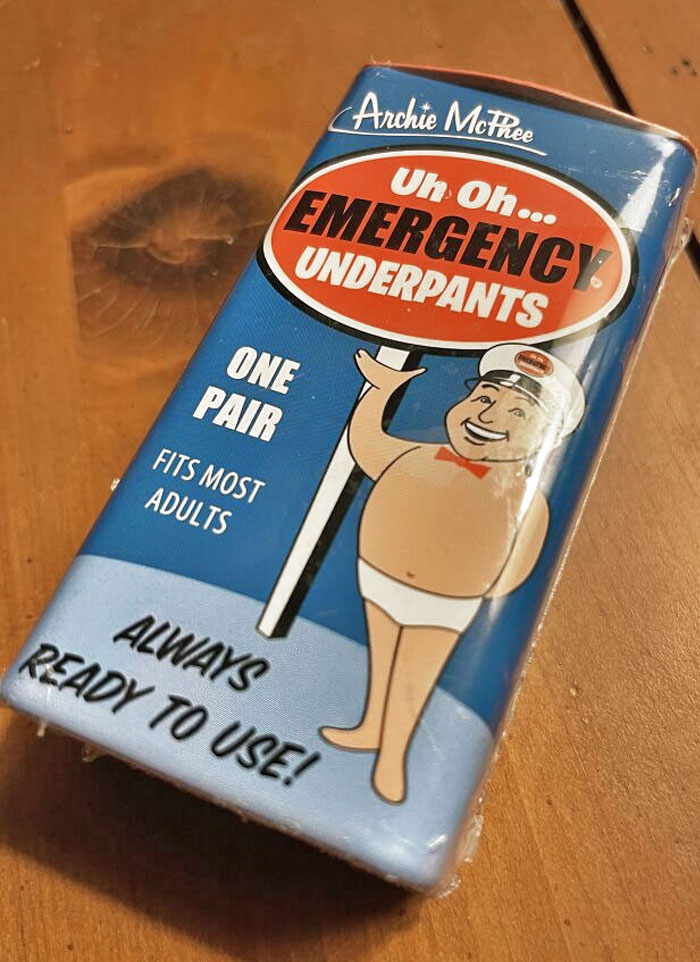 Archie McPhee
Uh Oh...
EMERGENCY
UNDERPANTS
ONE
PAIR
FITS MOST
ADULTS
ALWAYS
READY TO USE!